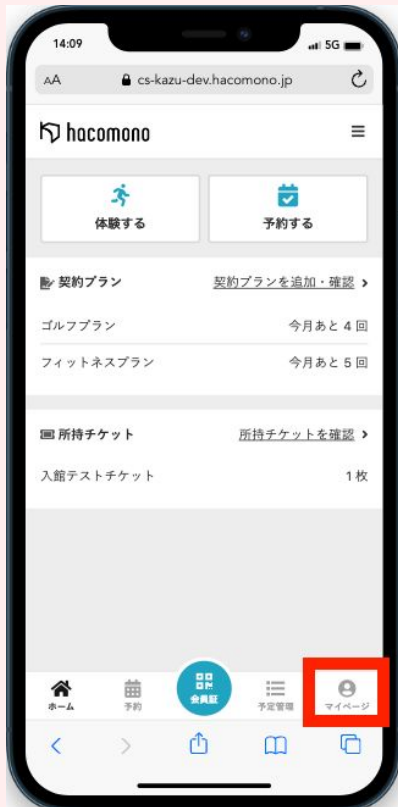 14:09
5G
AA
cs-kazu-dev.hacomono.jp
hacomono
体験する
予約する
契約プラン
契約プランを追加・確認 ›
ゴルフプラン
今月あと 4 回
フィットネスプラン
今月あと 5 回
所持チケット
所持チケットを確認 ›
入館テストチケット
1 枚
ホーム
予約
会員証
予定管理
マイページ